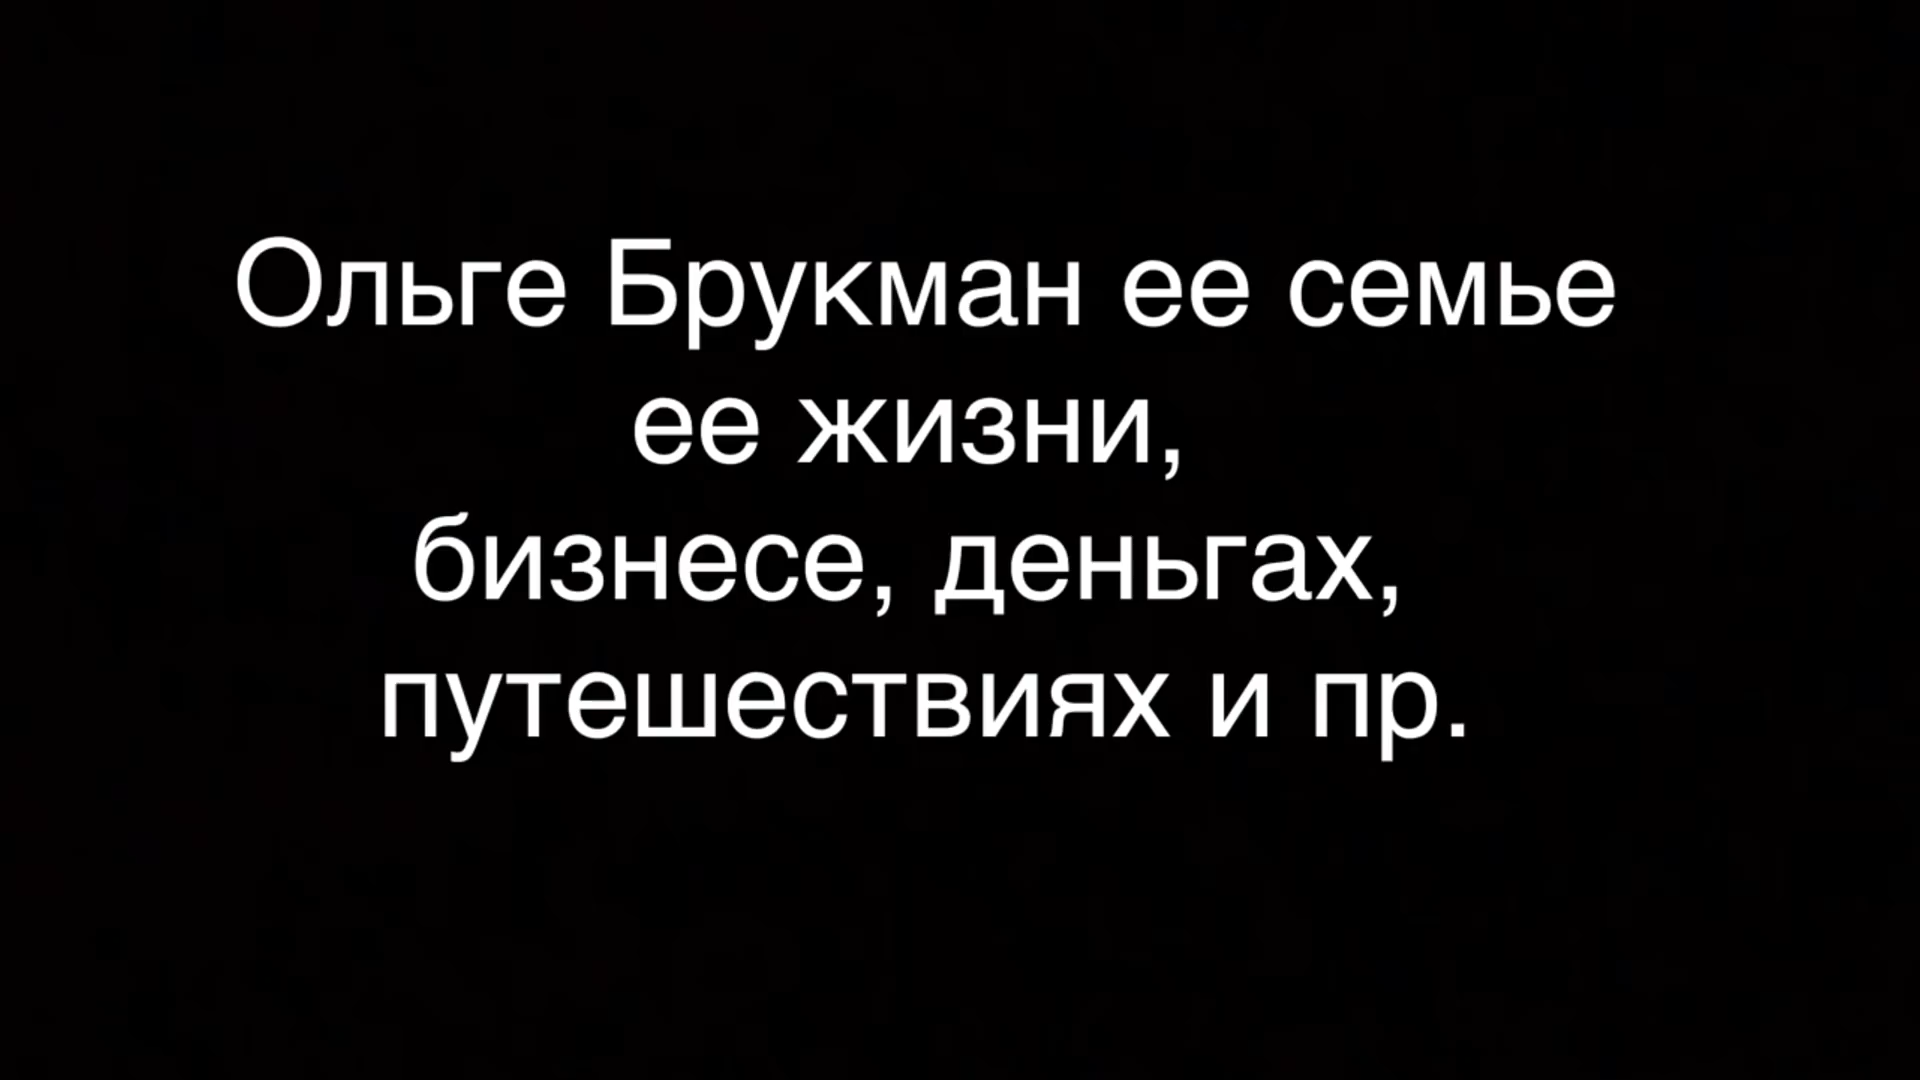 Ольге Брукман ее семье
ее жизни,
бизнесе, деньгах,
путешествиях и пр.